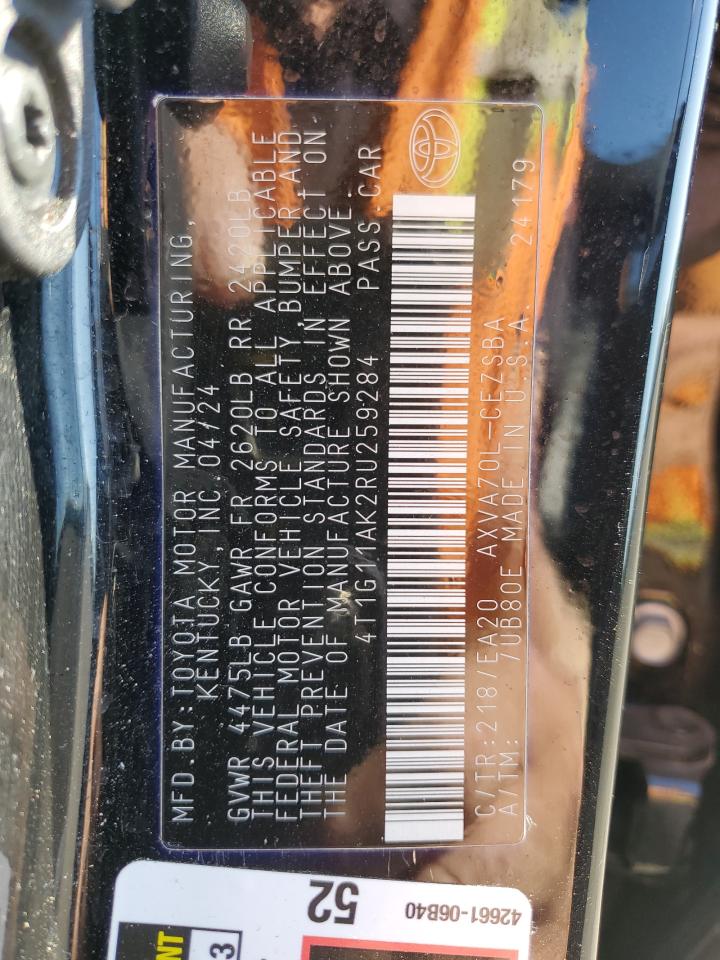 MFD.BY:TOYOTA MOTOR MANUFACTURING,
KENTUCKY,INC.04/24
GVWR 4475LB GAWR FR 2620LB RR 2420LB
THIS VEHICLE CONFORMS TO ALL APPLICABLE
FEDERAL MOTOR VEHICLE SAFETY,BUMPER AND
THEFT PREVENTION STANDARDS IN EFFECT ON
THE DATE OF MANUFACTURE SHOWN ABOVE.
4T1G11AK2RU259284 PASS CAR
C/TR:218/EA20 AXVA70L-CEZSBA
A/TM: 7UB80E MADE IN U.S.A. 24179
52
42661-06B40
3